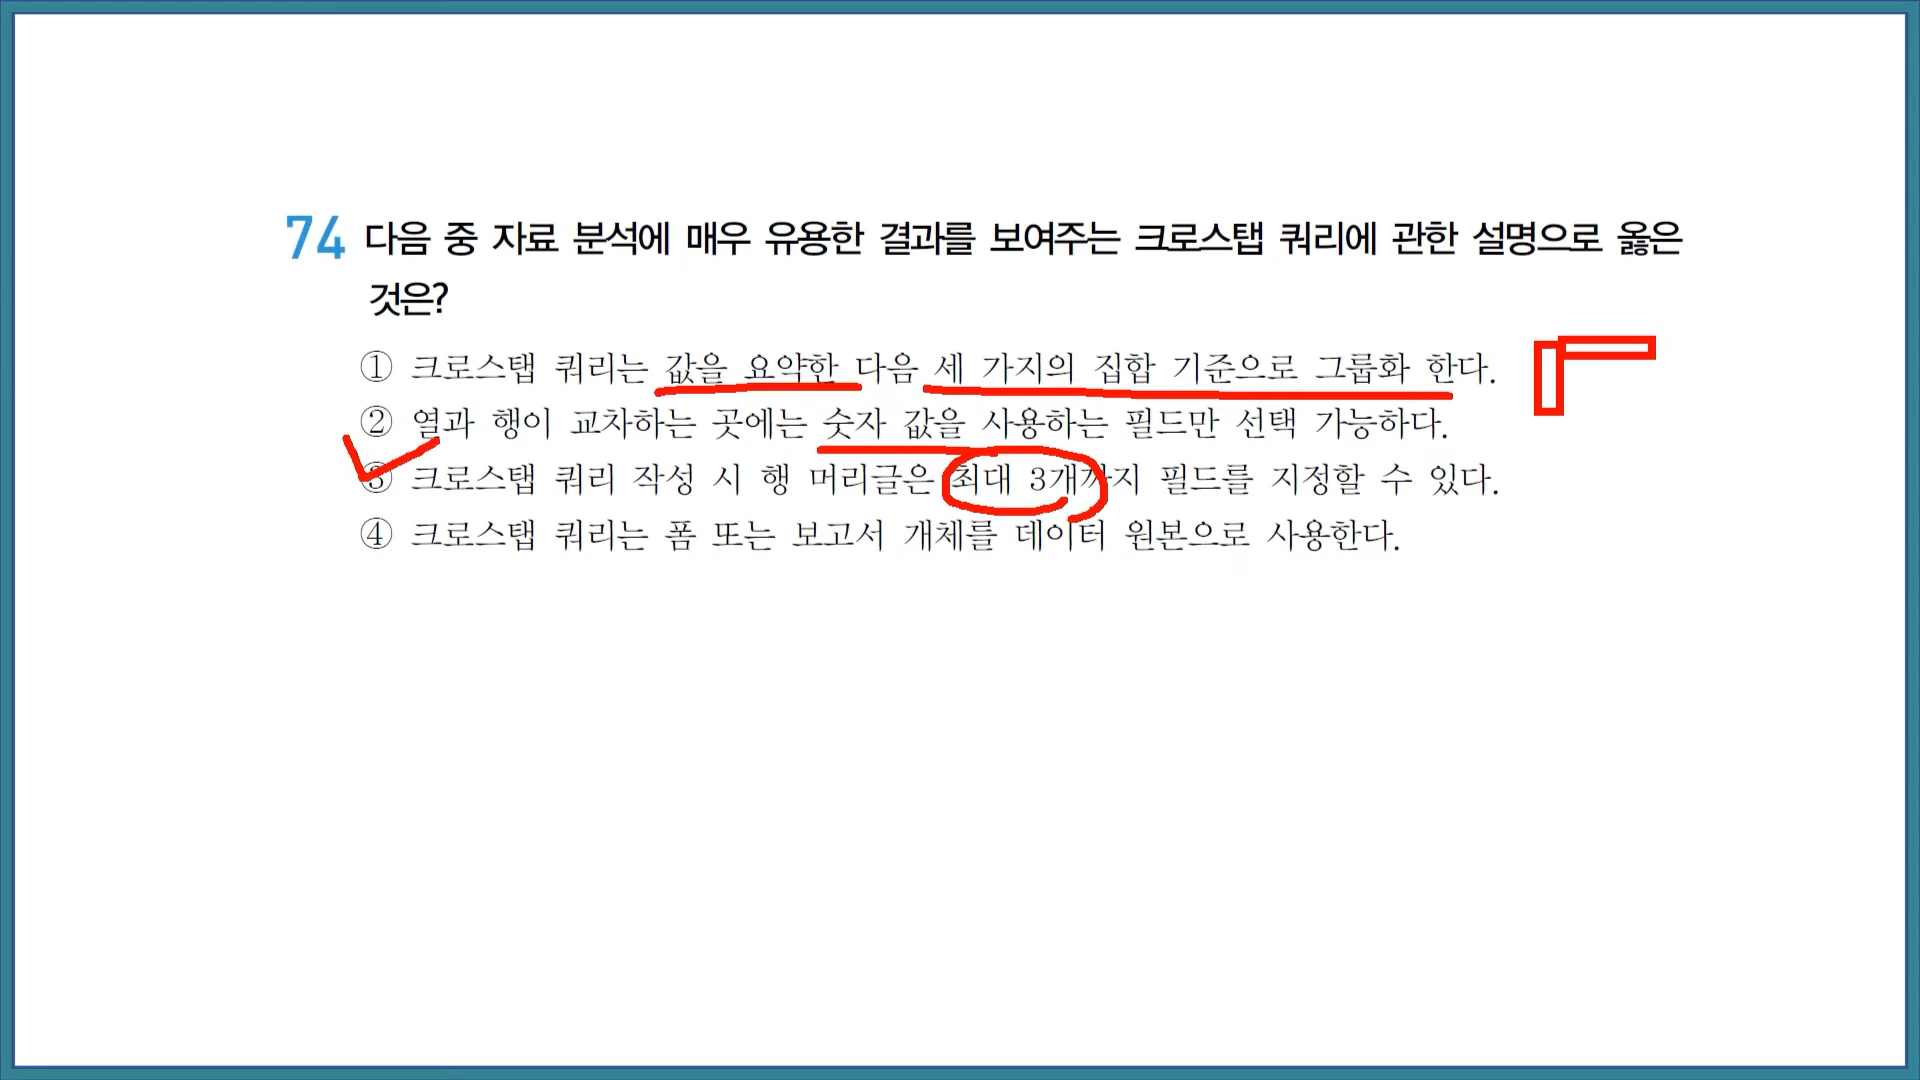 74 다음 중 자료 분석에 매우 유용한 결과를 보여주는 크로스탭 쿼리에 관한 설명으로 옳은
것은?
① 크로스탭 쿼리는 값을 요약한 다음 세 가지의 집합 기준으로 그룹화 한다.
② 열과 행이 교차하는 곳에는 숫자 값을 사용하는 필드만 선택 가능하다.
③ 크로스탭 쿼리 작성 시 행 머리글은 최대 3개까지 필드를 지정할 수 있다.
④ 크로스탭 쿼리는 폼 또는 보고서 개체를 데이터 원본으로 사용한다.